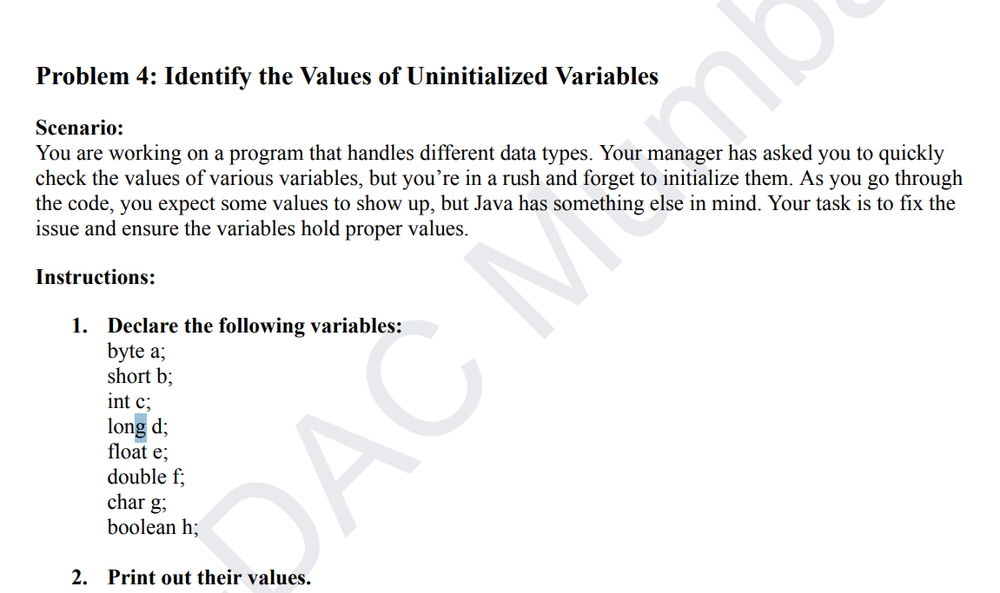 Problem 4: Identify the Values of Uninitialized Variables
Scenario:
You are working on a program that handles different data types. Your manager has asked you to quickly
check the values of various variables, but you’re in a rush and forget to initialize them. As you go through
the code, you expect some values to show up, but Java has something else in mind. Your task is to fix the
issue and ensure the variables hold proper values.
Instructions:
1. Declare the following variables:
byte a;
short b;
int c;
long d;
float e;
double f;
char g;
boolean h;
2. Print out their values.
DAC Mumb